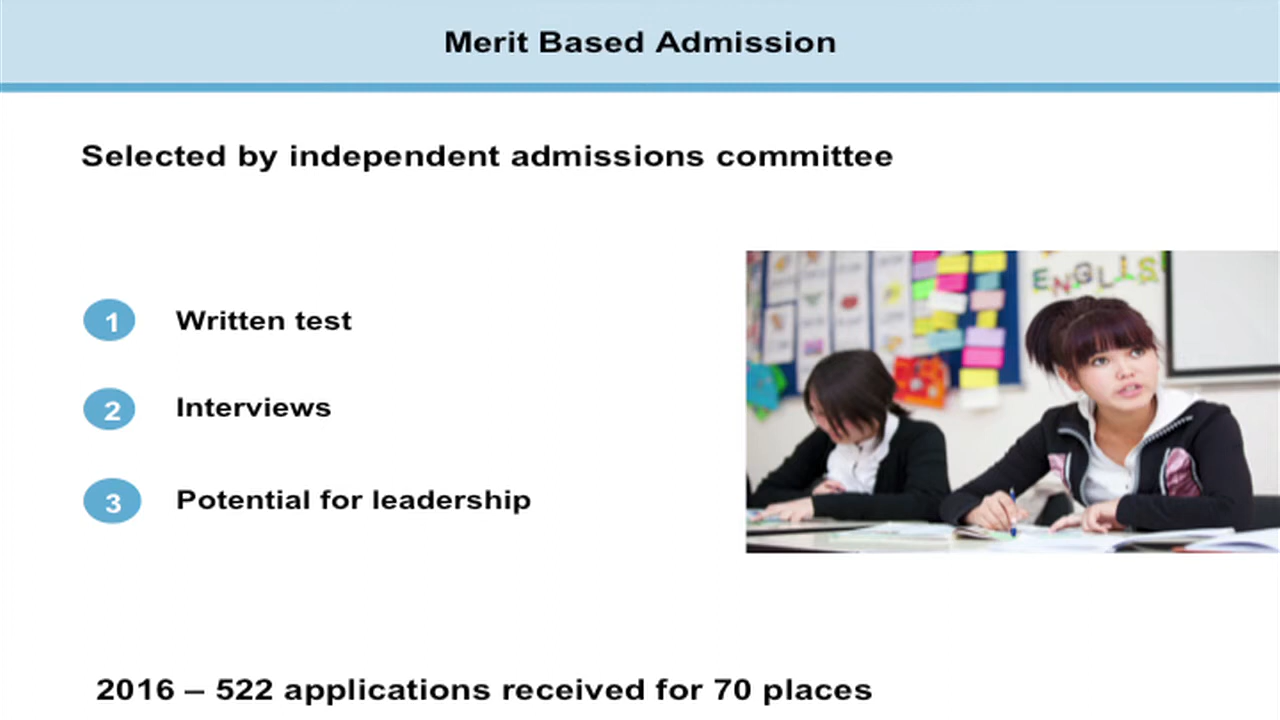 Merit Based Admission
Selected by independent admissions committee
1 Written test
2 Interviews
3 Potential for leadership
ENGLIS
2016 – 522 applications received for 70 places